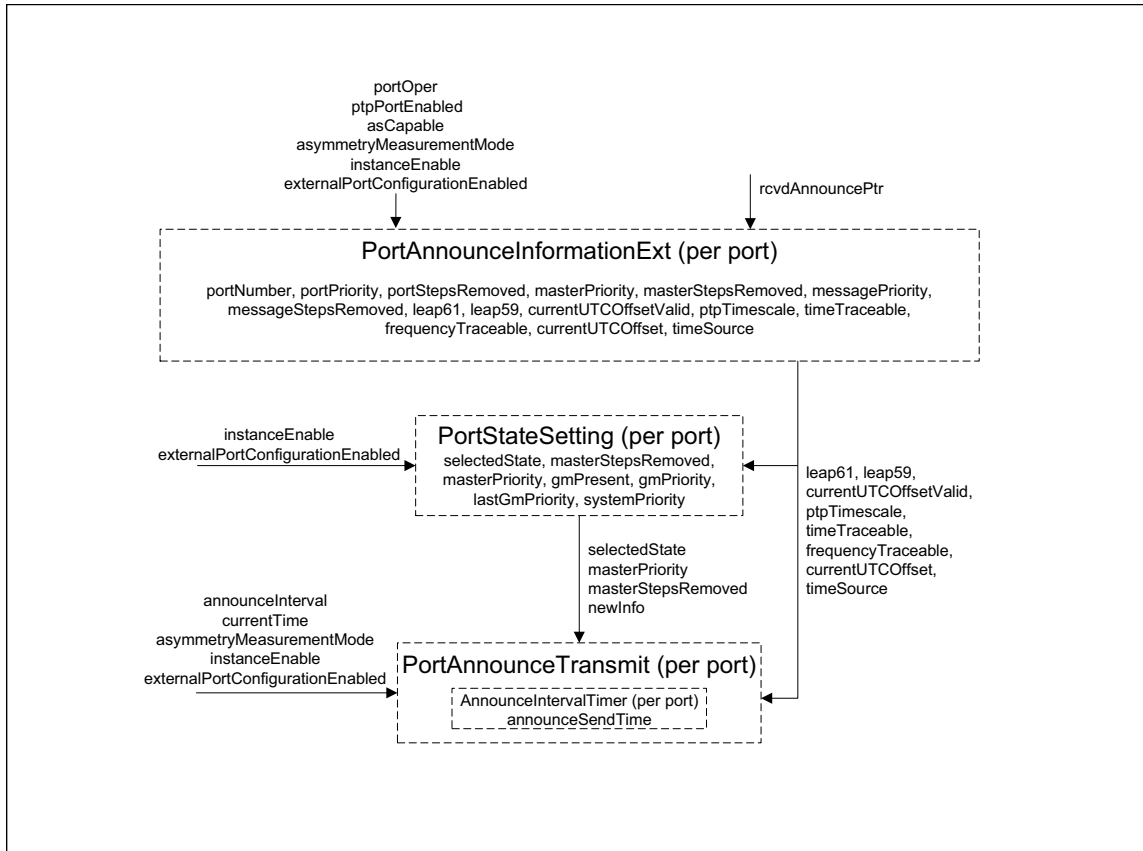 portOper
ptpPortEnabled
asCapable
asymmetryMeasurementMode
instanceEnable
externalPortConfigurationEnabled
rcvdAnnouncePtr
PortAnnounceInformationExt (per port)
portNumber, portPriority, portStepsRemoved, masterPriority, masterStepsRemoved, messagePriority,
messageStepsRemoved, leap61, leap59, currentUTCOffsetValid, ptpTimescale, timeTraceable,
frequencyTraceable, currentUTCOffset, timeSource
instanceEnable
externalPortConfigurationEnabled
PortStateSetting (per port)
selectedState, masterStepsRemoved,
masterPriority, gmPresent, gmPriority,
lastGmPriority, systemPriority
leap61, leap59,
currentUTCOffsetValid,
ptpTimescale,
timeTraceable,
frequencyTraceable,
currentUTCOffset,
timeSource
selectedState
masterPriority
masterStepsRemoved
newInfo
announceInterval
currentTime
asymmetryMeasurementMode
instanceEnable
externalPortConfigurationEnabled
PortAnnounceTransmit (per port)
AnnounceIntervalTimer (per port)
announceSendTime